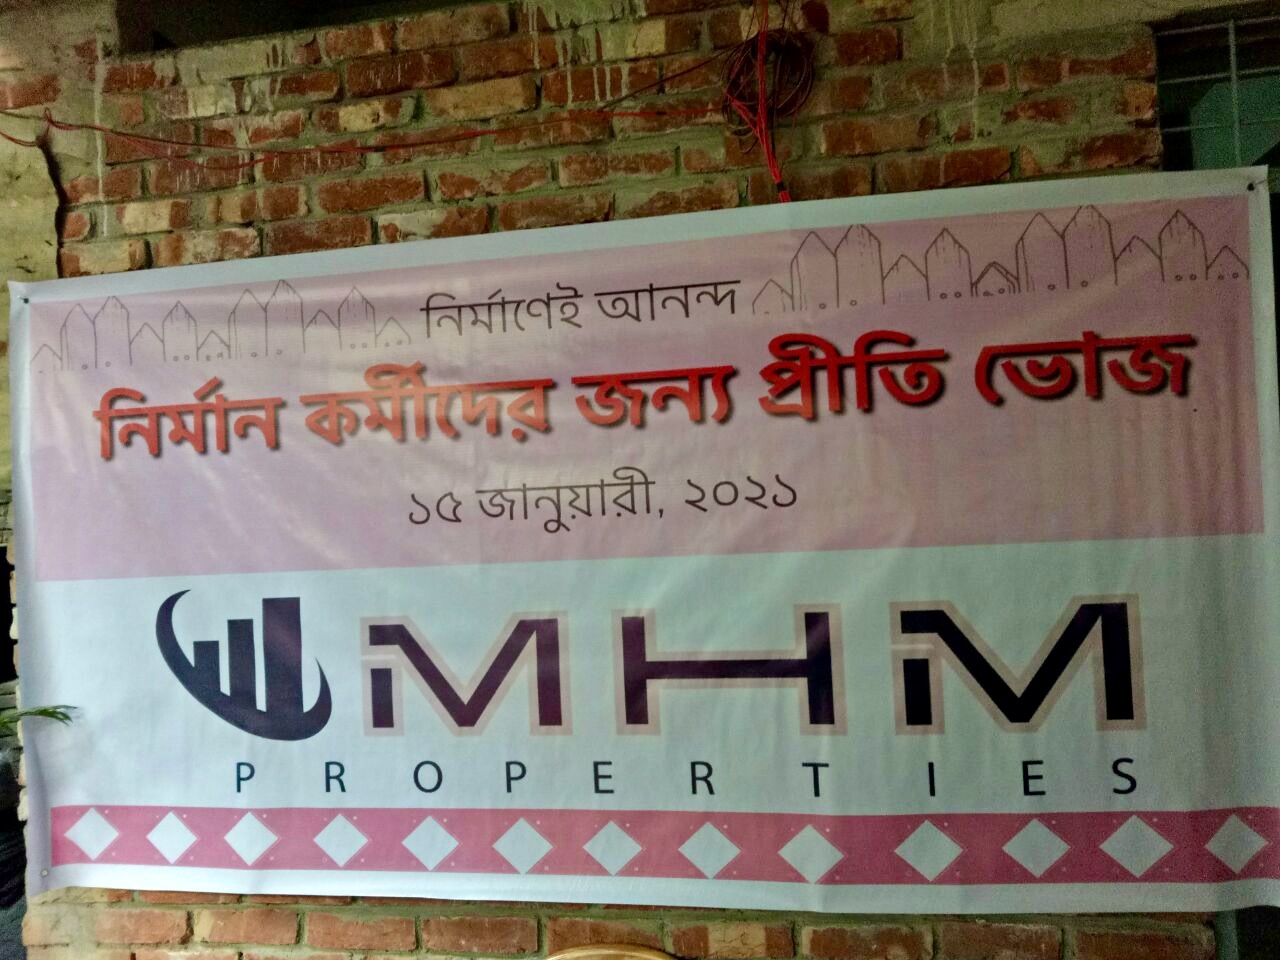 নির্মাণেই আনন্দ
নির্মান কর্মীদের জন্য প্রীতি ভোজ
১৫ জানুয়ারী, ২০২১
MHM
PROPERTIES